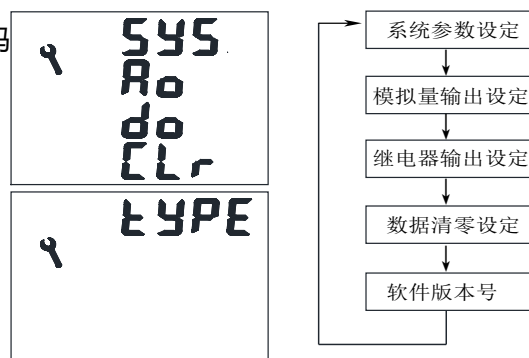 码
SYS
Ao
do
CLr
tYPE
系统参数设定
模拟量输出设定
继电器输出设定
数据清零设定
软件版本号